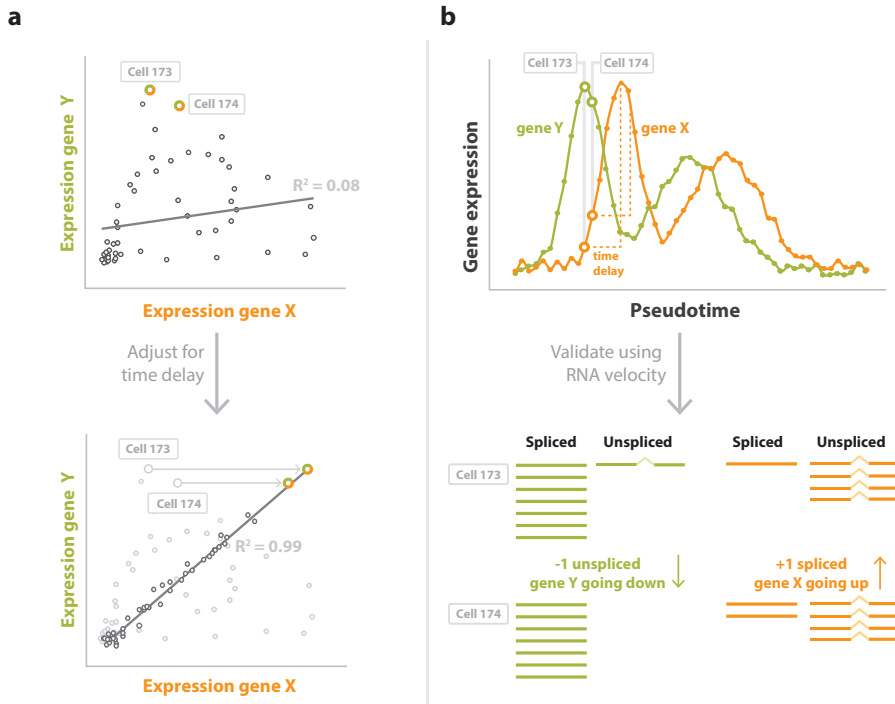 a
Expression gene Y
Cell 173
Cell 174
R² = 0.08
Expression gene X
Adjust for
time delay
Expression gene Y
Cell 173
Cell 174
R² = 0.99
Expression gene X
b
Gene expression
Cell 173
Cell 174
gene Y
gene X
time
delay
Pseudotime
Validate using
RNA velocity
Spliced
Unspliced
Spliced
Unspliced
Cell 173
-1 unspliced
gene Y going down
+1 spliced
gene X going up
Cell 174